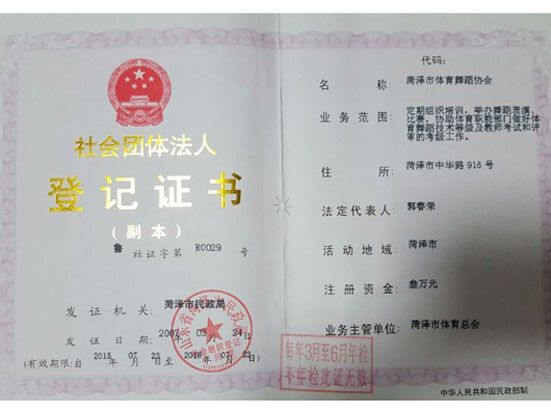 社会团体法人
登记证书
（副本）
鲁 社证字第 R0029 号
发证机关: 菏泽市民政局
发证日期: 2007 年 03 月 24 日
(有效期限:自 2015 年 07 月 23 日至 2018 年 07 月 23 日)
代码:
名称 菏泽市体育舞蹈协会
业务范围: 定期组织培训。举办舞蹈表演、
比赛。协助体育职能部门做好体
育舞蹈技术等级及教师考试和评
审的考级工作。
住所: 菏泽市中华路916号
法定代表人: 郭春荣
活动地域: 菏泽市
注册资金: 叁万元
业务主管单位: 菏泽市体育总会
每年3月至6月年检
不年检此证无效
中华人民共和国民政部制